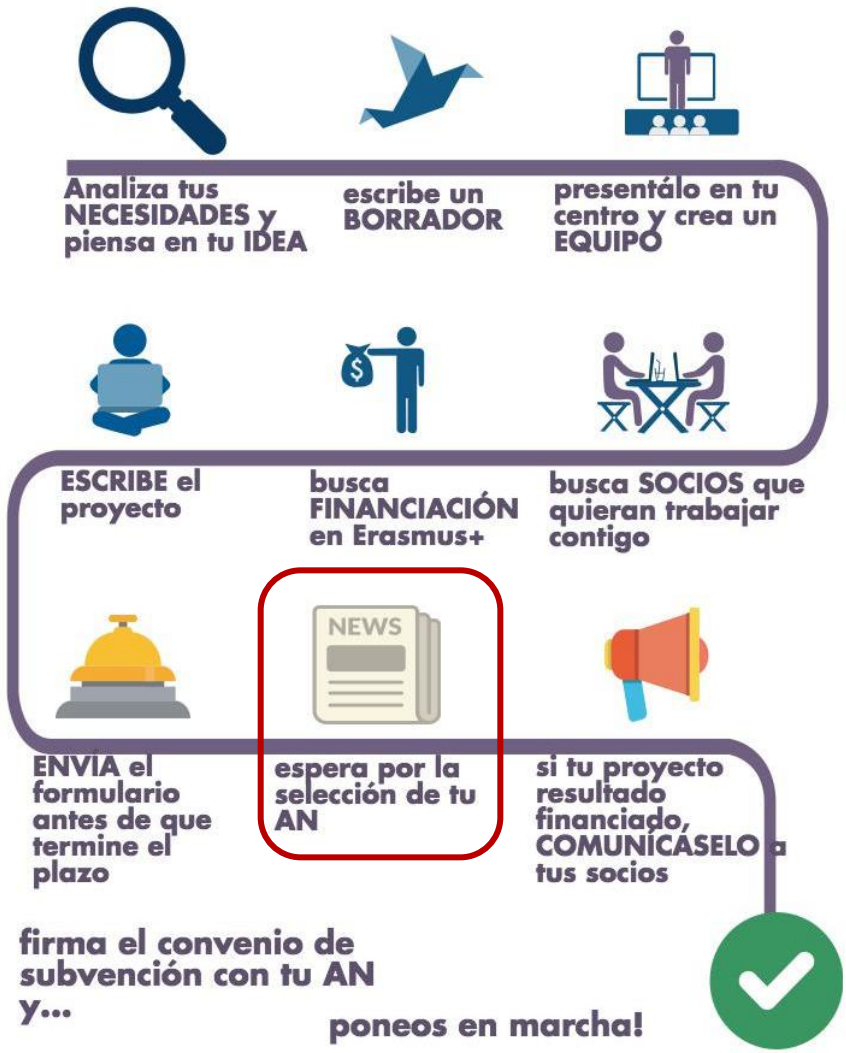 Analiza tus
NECESIDADES y
piensa en tu IDEA
escribe un
BORRADOR
presentálo en tu
centro y crea un
EQUIPO
$
ESCRIBE el
proyecto
busca
FINANCIACIÓN
en Erasmus+
busca SOCIOS que
quieran trabajar
contigo
NEWS
ENVÍA el
formulario
antes de que
termine el
plazo
espera por la
selección de tu
AN
si tu proyecto
resultado
financiado,
COMUNÍCASELO a
tus socios
firma el convenio de
subvención con tu AN
y...
poneos en marcha!